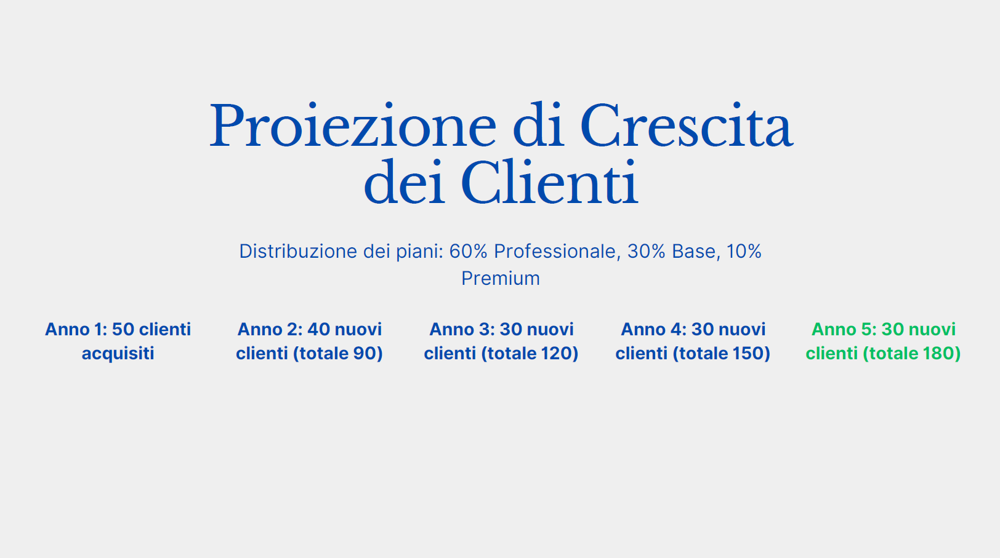 Proiezione di Crescita
dei Clienti
Distribuzione dei piani: 60% Professionale, 30% Base, 10%
Premium
Anno 1: 50 clienti
acquisiti
Anno 2: 40 nuovi
clienti (totale 90)
Anno 3: 30 nuovi
clienti (totale 120)
Anno 4: 30 nuovi
clienti (totale 150)
Anno 5: 30 nuovi
clienti (totale 180)